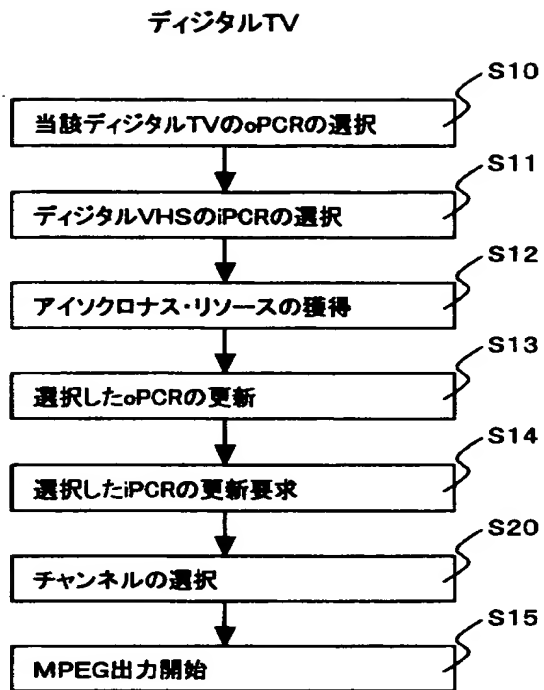 ディジタルTV
S10
当該ディジタルTVのoPCRの選択
S11
ディジタルVHSのiPCRの選択
S12
アイソクロナス・リソースの獲得
S13
選択したoPCRの更新
S14
選択したiPCRの更新要求
S20
チャンネルの選択
S15
MPEG出力開始